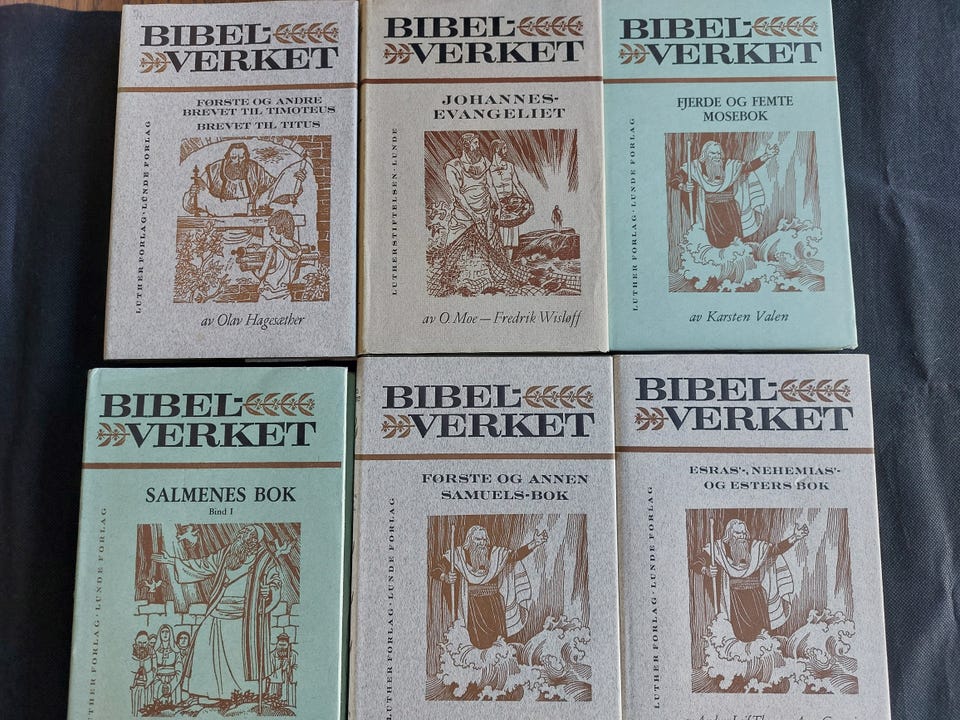 BIBEL-
VERKET
FØRSTE OG ANDRE
BREVET TIL TIMOTEUS
BREVET TIL TITUS
LUTHER FORLAG · LUNDE FORLAG
av Olav Hagesæther
BIBEL-
VERKET
JOHANNES-
EVANGELIET
LUTHERSTIFTELSEN · LUNDE
av O. Moe — Fredrik Wisløff
BIBEL-
VERKET
FJERDE OG FEMTE
MOSEBOK
LUTHER FORLAG · LUNDE FORLAG
av Karsten Valen
BIBEL-
VERKET
SALMENES BOK
Bind I
LUTHER FORLAG · LUNDE FORLAG
BIBEL-
VERKET
FØRSTE OG ANNEN
SAMUELS-BOK
LUTHER FORLAG · LUNDE FORLAG
BIBEL-
VERKET
ESRAS-, NEHEMIAS-
OG ESTERS BOK
LUTHER FORLAG · LUNDE FORLAG